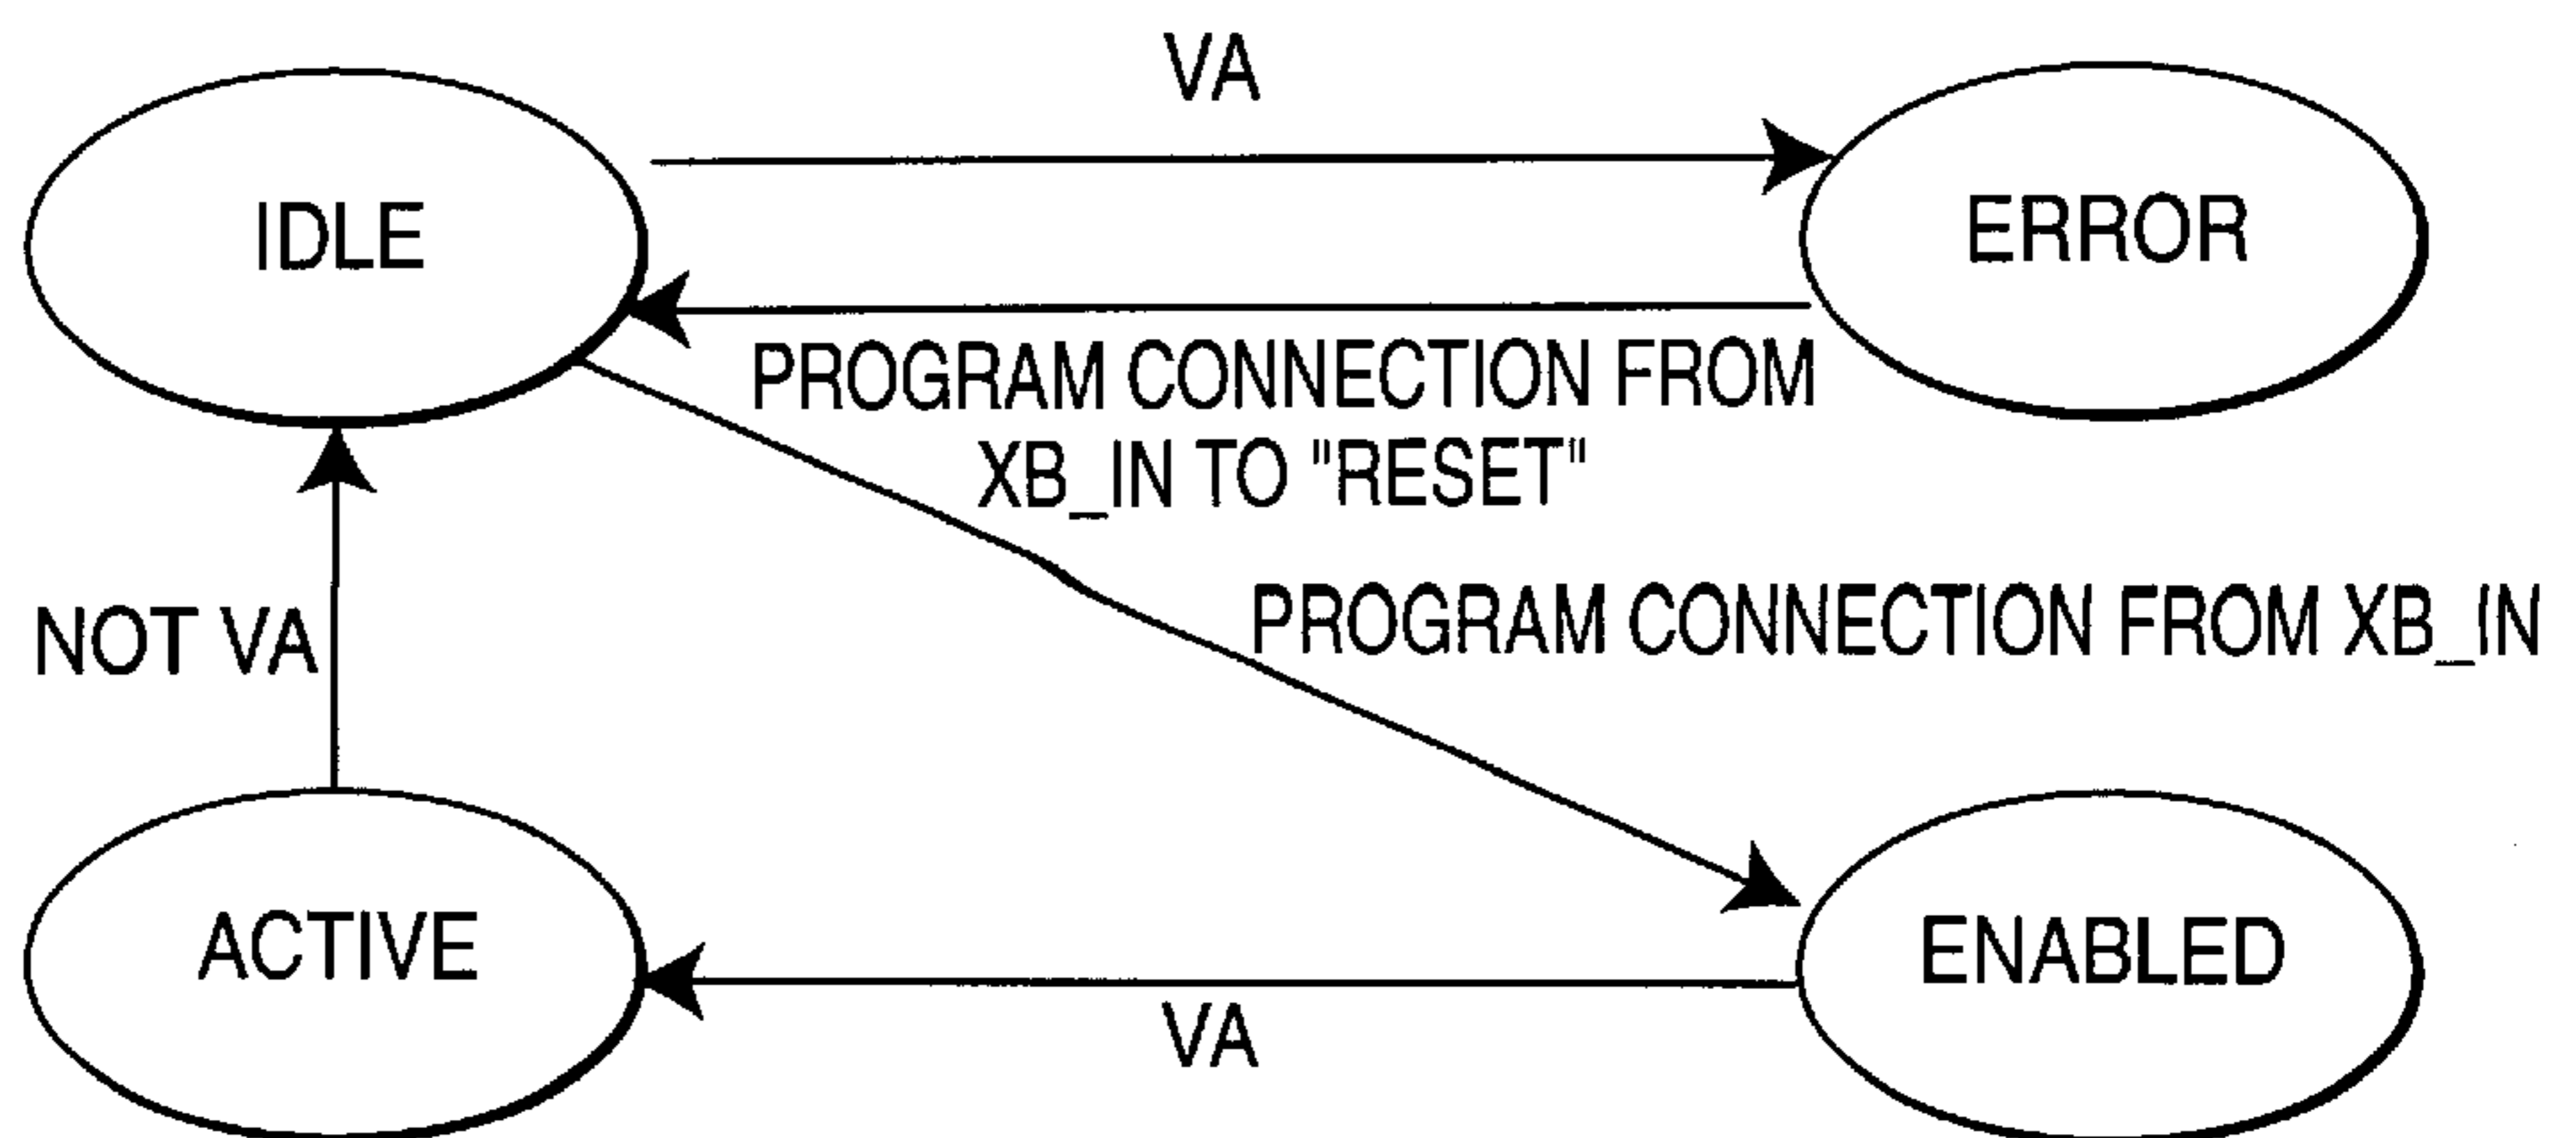 VA
IDLE
ERROR
PROGRAM CONNECTION FROM
XB_IN TO "RESET"
NOT VA
PROGRAM CONNECTION FROM XB_IN
ACTIVE
ENABLED
VA